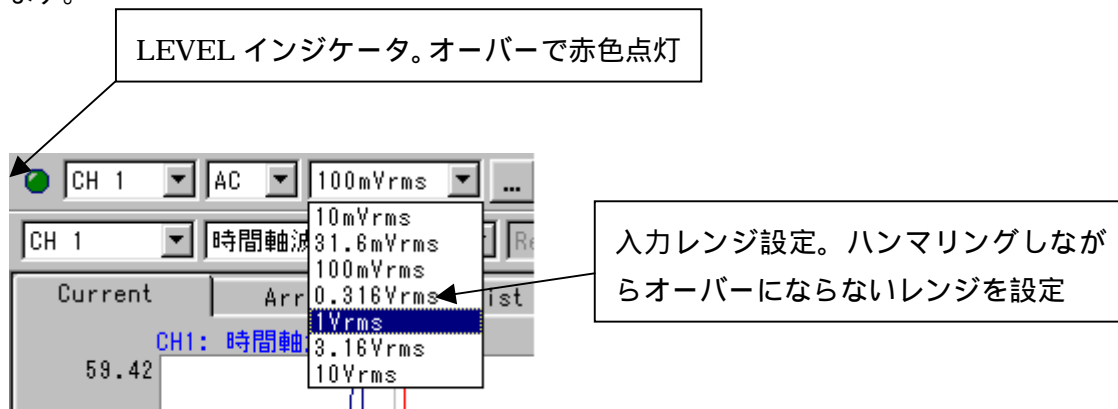 ます。
LEVEL インジケータ。オーバーで赤色点灯
CH 1 AC 100mVrms ...
10mVrms
CH 1 時間軸波 31.6mVrms Re
100mVrms
Current Arr 0.316Vrms ist
1Vrms
CH1: 時間軸 3.16Vrms
59.42 10Vrms
入力レンジ設定。ハンマリングしなが
らオーバーにならないレンジを設定